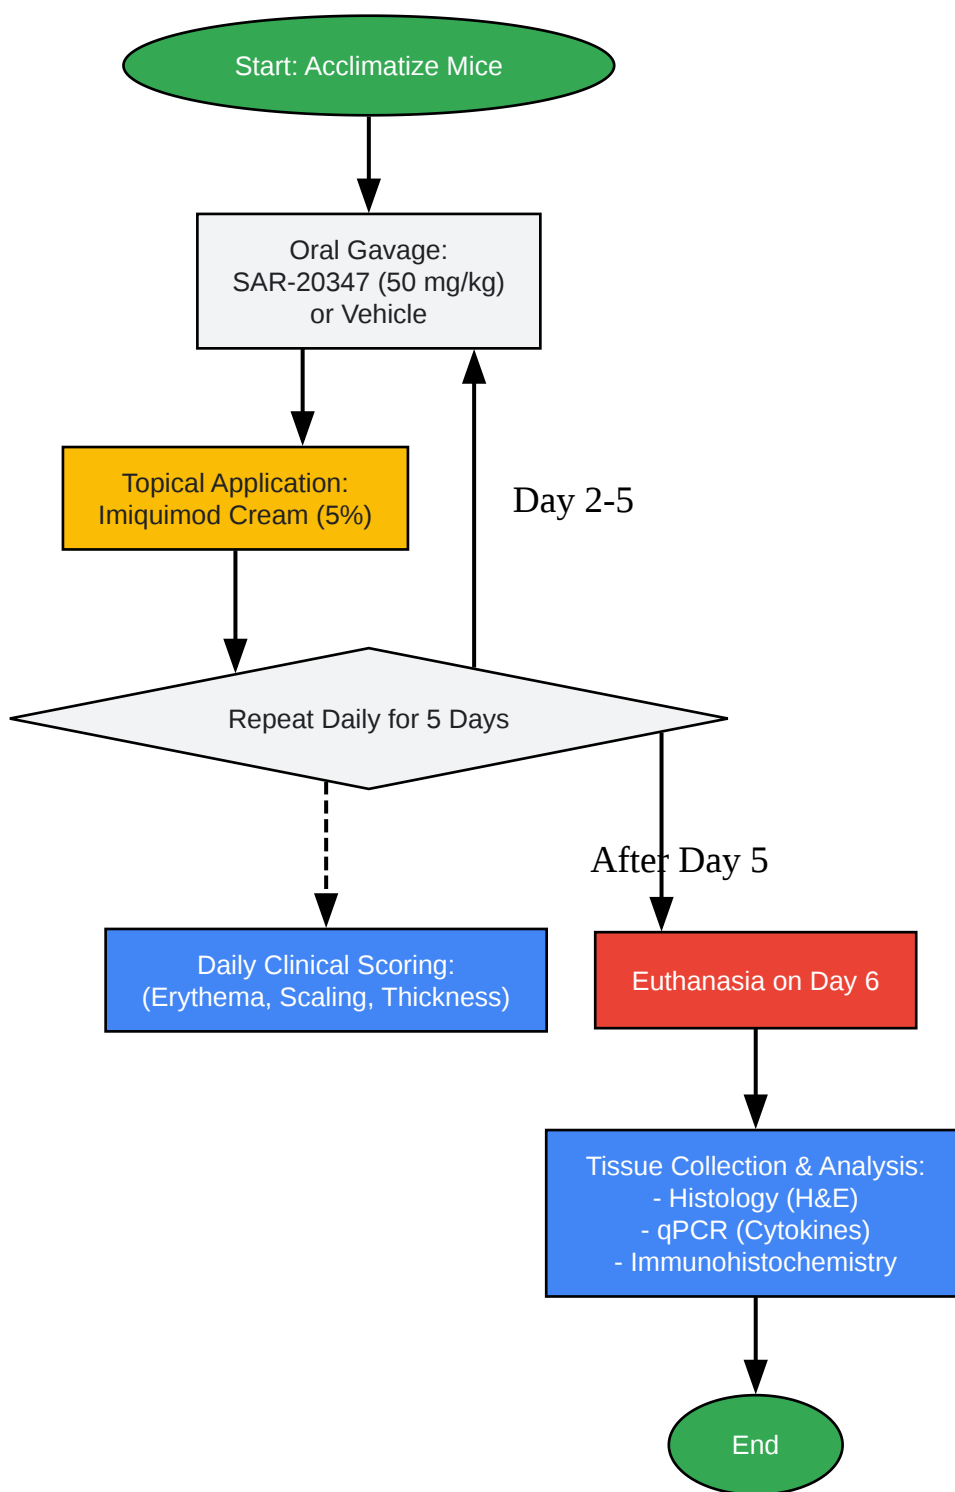 Start: Acclimatize Mice
Oral Gavage:
SAR-20347 (50 mg/kg)
or Vehicle
Topical Application:
Imiquimod Cream (5%)
Day 2-5
Repeat Daily for 5 Days
After Day 5
Daily Clinical Scoring:
(Erythema, Scaling, Thickness)
Euthanasia on Day 6
Tissue Collection & Analysis:
- Histology (H&E)
- qPCR (Cytokines)
- Immunohistochemistry
End